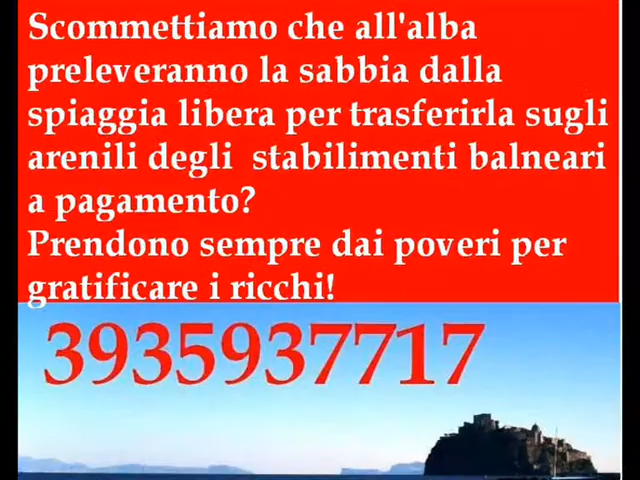 Scommettiamo che all'alba
preleveranno la sabbia dalla
spiaggia libera per trasferirla sugli
arenili degli stabilimenti balneari
a pagamento?
Prendono sempre dai poveri per
gratificare i ricchi!
3935937717